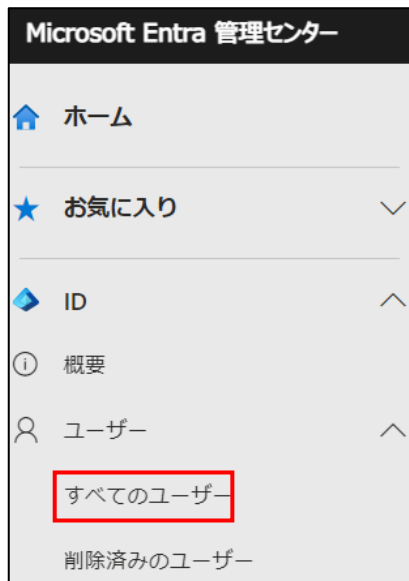 Microsoft Entra 管理センター
ホーム
お気に入り
ID
概要
ユーザー
すべてのユーザー
削除済みのユーザー